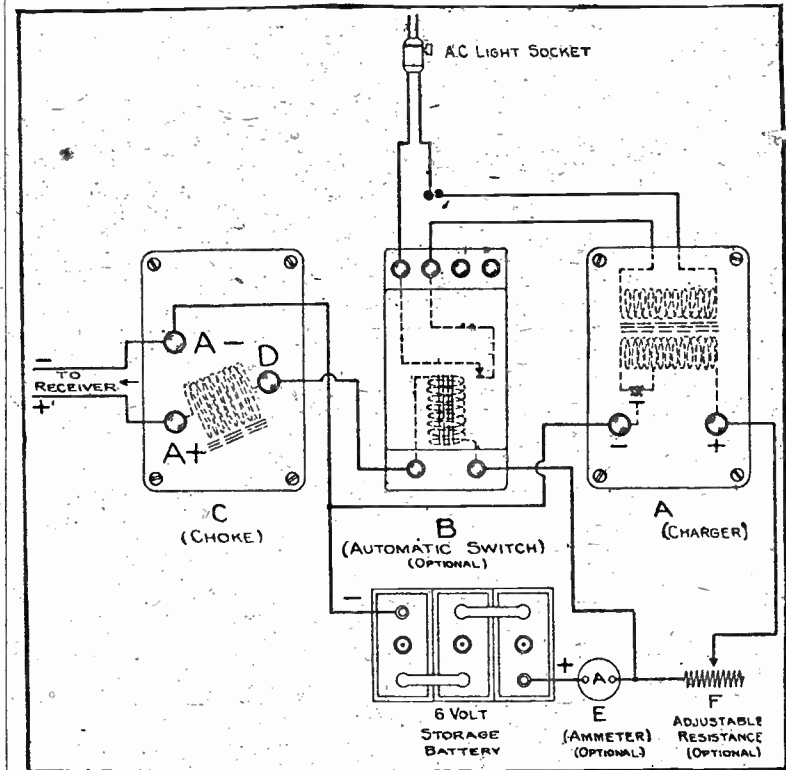 A.C LIGHT SOCKET
A-
D
A+
-
TO
RECEIVER
+
-
+
C
(CHOKE)
B
(AUTOMATIC SWITCH)
(OPTIONAL)
A
(CHARGER)
-
+
A
6 VOLT
STORAGE
BATTERY
E
(AMMETER)
(OPTIONAL)
F
ADJUSTABLE
RESISTANCE
(OPTIONAL)